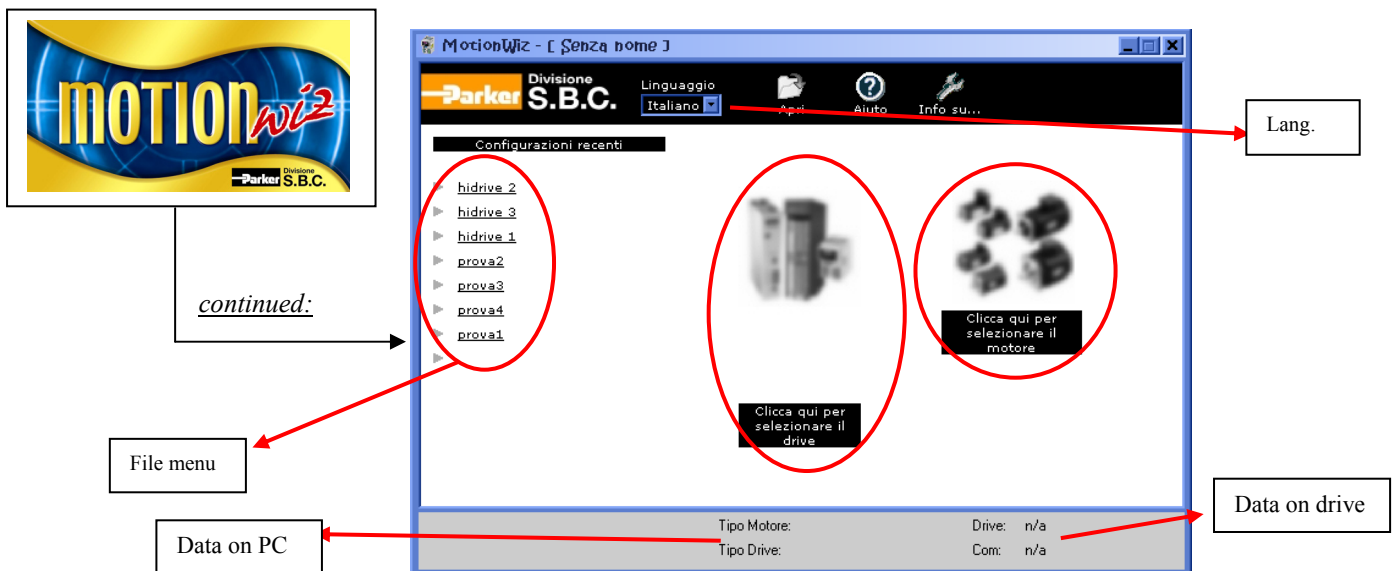 MOTION wiz
Parker Divisione S.B.C.
MotionWiz - [ Senza nome ]
Parker Divisione S.B.C.
Linguaggio
Italiano
Apri
Aiuto
Info su...
Lang.
Configurazioni recenti
hidrive 2
hidrive 3
hidrive 1
prova2
prova3
prova4
prova1
continued:
Clicca qui per
selezionare il
motore
Clicca qui per
selezionare il
drive
File menu
Data on PC
Tipo Motore:
Tipo Drive:
Drive: n/a
Com: n/a
Data on drive